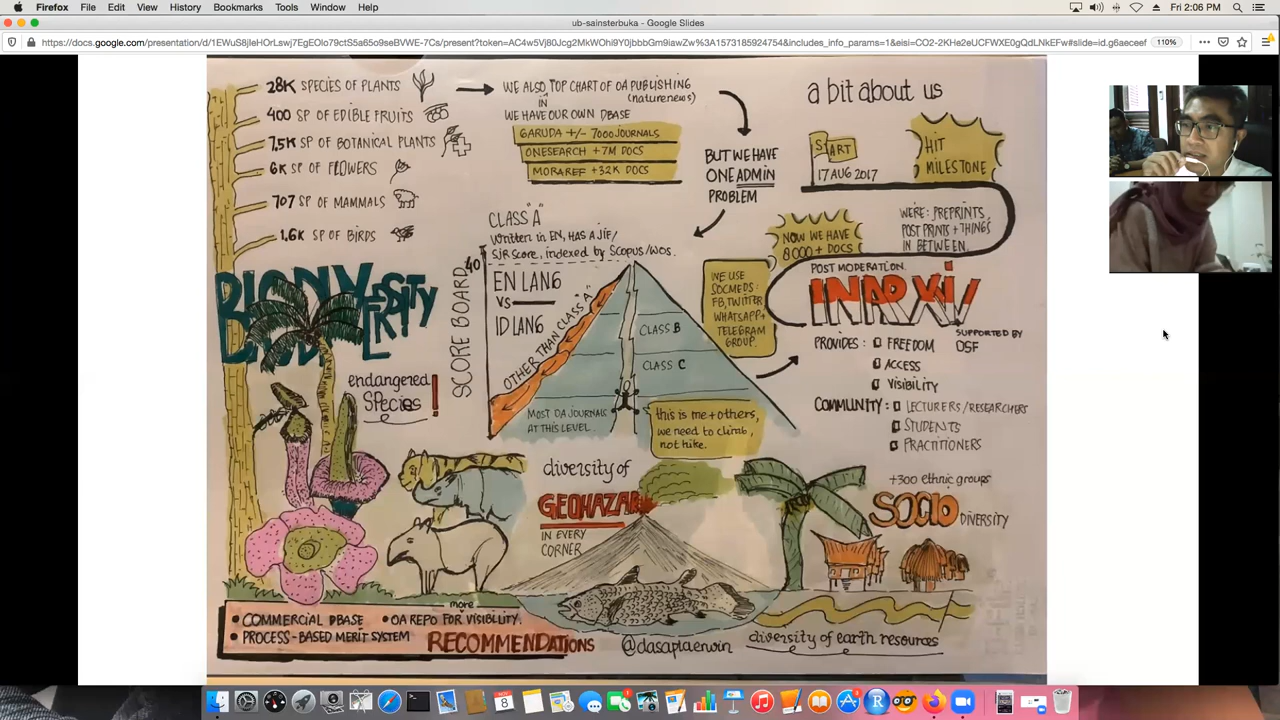 Firefox File Edit View History Bookmarks Tools Window Help
Fri 2:06 PM
ub-sainsterbuka - Google Slides
110%
28K SPECIES OF PLANTS
400 SP OF EDIBLE FRUITS
7,5K SP OF BOTANICAL PLANTS
6K SP OF FLOWERS
707 SP OF MAMMALS
1.6K SP OF BIRDS
BIODIVERSITY
endangered
species !
WE ALSO TOP CHART OF OA PUBLISHING
IN
(natureness)
WE HAVE OUR OWN DBASE
GARUDA +/- 7000 JOURNALS
ONESEARCH +7M DOCS
MORAREF +32K DOCS
BUT WE HAVE
ONE ADMIN
PROBLEM
CLASS "A"
Written in EN, HAS A JIF/
SJR score, indexed by Scopus/WOS.
SCORE BOARD
40
EN LANG
VS
ID LANG
OTHER THAN CLASS "A"
CLASS B
CLASS C
MOST OA JOURNALS
AT THIS LEVEL.
this is me + others,
we need to climb,
not hike.
WE USE
SOCMEDS:
FB, TWITTER
WHATSAPP +
TELEGRAM
GROUP.
a bit about us
START
17 AUG 2017
HIT
MILESTONE
WE'RE: PREPRINTS,
POST PRINTS + THINGS
IN BETWEEN.
NOW WE HAVE
8000 + DOCS
POST MODERATION
INARXIV
SUPPORTED BY
OSF
PROVIDES: FREEDOM
ACCESS
VISIBILITY
COMMUNITY: LECTURERS/RESEARCHERS
STUDENTS
PRACTITIONERS
diversity of
GEOHAZARD
IN EVERY
CORNER
+300 ethnic groups
SOCIO DIVERSITY
diversity of earth resources
• COMMERCIAL DBASE • OA REPO FOR more VISIBILITY.
• PROCESS-BASED MERIT SYSTEM
RECOMMENDATIONS
@dasaptaerwin